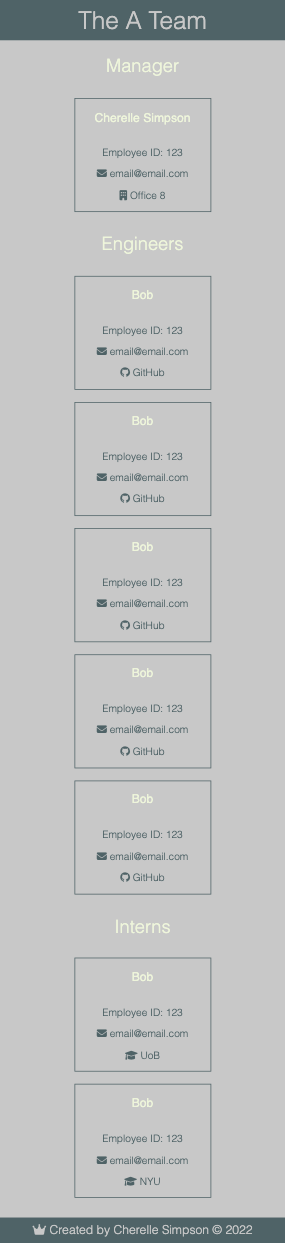 The A Team
Manager
Cherelle Simpson
Employee ID: 123
email@email.com
Office 8
Engineers
Bob
Employee ID: 123
email@email.com
GitHub
Bob
Employee ID: 123
email@email.com
GitHub
Bob
Employee ID: 123
email@email.com
GitHub
Bob
Employee ID: 123
email@email.com
GitHub
Bob
Employee ID: 123
email@email.com
GitHub
Interns
Bob
Employee ID: 123
email@email.com
UoB
Bob
Employee ID: 123
email@email.com
NYU
Created by Cherelle Simpson © 2022